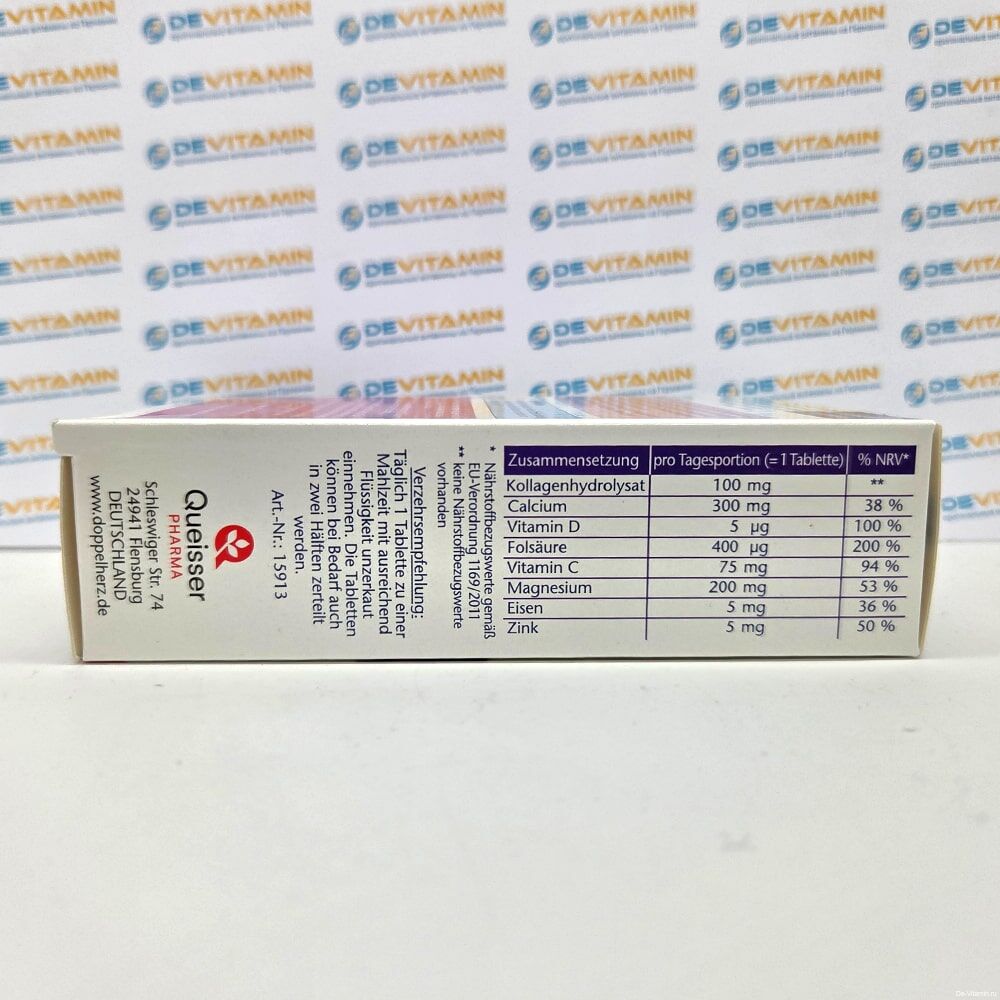 DEVITAMIN
Zusammensetzung pro Tagesportion (= 1 Tablette) % NRV*
Kollagenhydrolysat 100 mg **
Calcium 300 mg 38 %
Vitamin D 5 µg 100 %
Folsäure 400 µg 200 %
Vitamin C 75 mg 94 %
Magnesium 200 mg 53 %
Eisen 5 mg 36 %
Zink 5 mg 50 %
* Nährstoffbezugswerte gemäß
EU-Verordnung 1169/2011
** keine Nährstoffbezugswerte
vorhanden
Verzehrsempfehlung:
Täglich 1 Tablette zu einer
Mahlzeit mit ausreichend
Flüssigkeit unzerkaut
einnehmen. Die Tabletten
können bei Bedarf auch
in zwei Hälften zerteilt
werden.
Art.-Nr.: 15913
Queisser
PHARMA
Schleswiger Str. 74
24941 Flensburg
DEUTSCHLAND
www.doppelherz.de